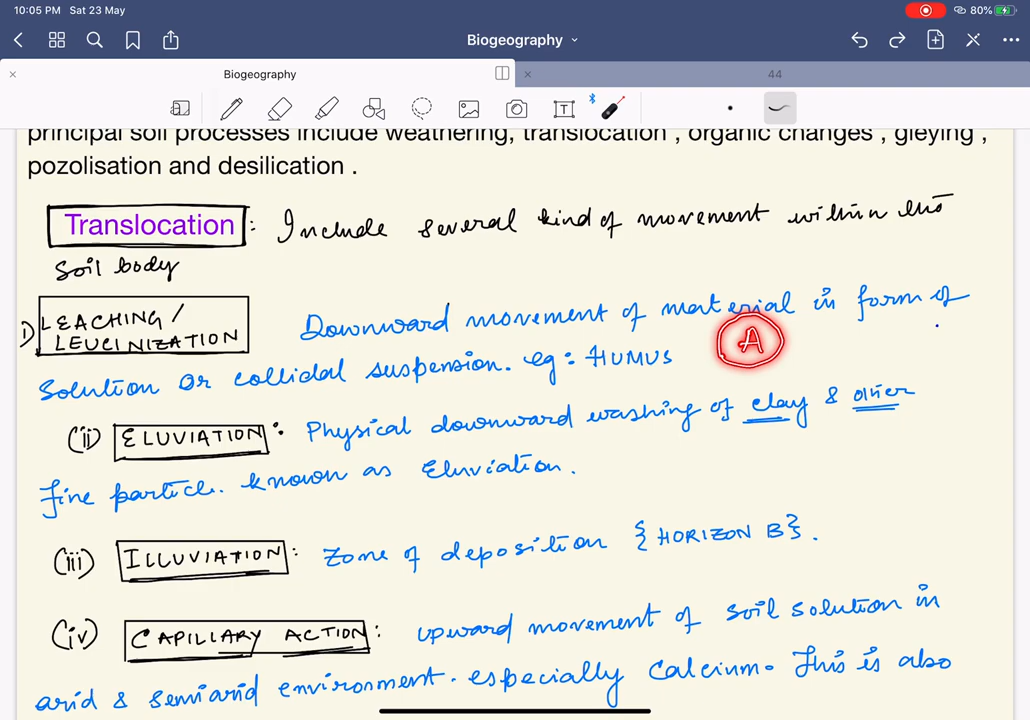 10:05 PM Sat 23 May
80%
Biogeography
Biogeography
44
T
principal soil processes include weathering, translocation , organic changes , gleying ,
pozolisation and desilication .
Translocation : Include several kind of movement within this
Soil body
I) LEACHING / LEUCINIZATION Downward movement of material in form of
Solution or collidal suspension. eg: HUMUS A
(ii) ELUVIATION : Physical downward washing of clay & other
fine particle. known as Eluviation.
(iii) ILLUVIATION : Zone of deposition {HORIZON B}.
(iv) CAPILLARY ACTION : upward movement of soil solution in
arid & semiarid environment. especially Calcium. This is also